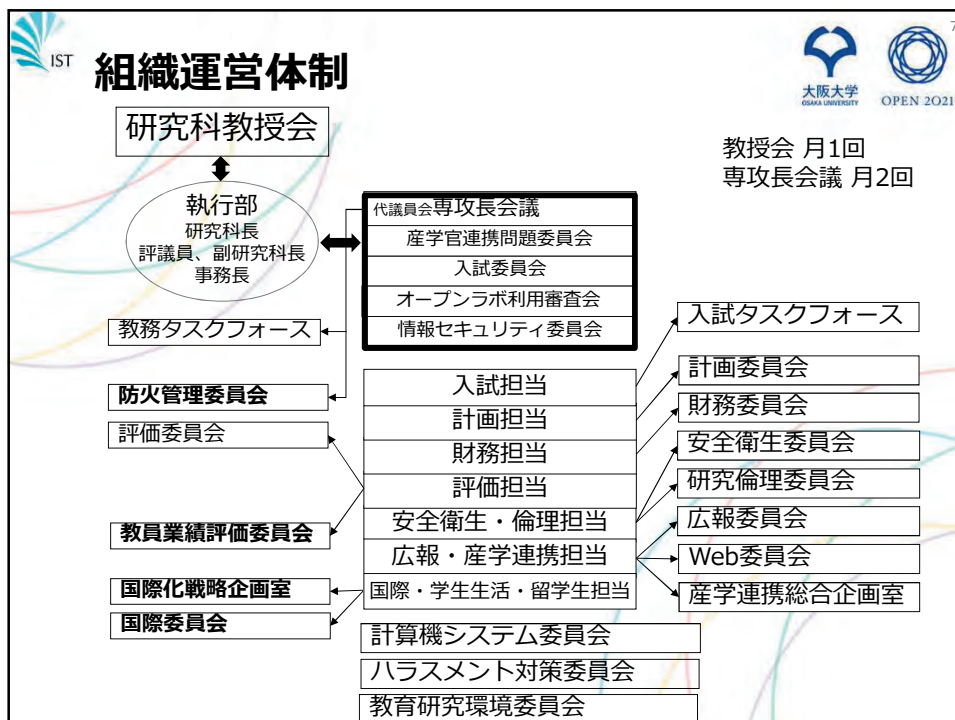 7
IST
組織運営体制
大阪大学
OSAKA UNIVERSITY
OPEN 2021
研究科教授会
教授会 月1回
専攻長会議 月2回
執行部
研究科長
評議員、副研究科長
事務長
代議員会専攻長会議
産学官連携問題委員会
入試委員会
オープンラボ利用審査会
情報セキュリティ委員会
教務タスクフォース
防火管理委員会
評価委員会
教員業績評価委員会
国際化戦略企画室
国際委員会
入試担当
計画担当
財務担当
評価担当
安全衛生・倫理担当
広報・産学連携担当
国際・学生生活・留学生担当
入試タスクフォース
計画委員会
財務委員会
安全衛生委員会
研究倫理委員会
広報委員会
Web委員会
産学連携総合企画室
計算機システム委員会
ハラスメント対策委員会
教育研究環境委員会